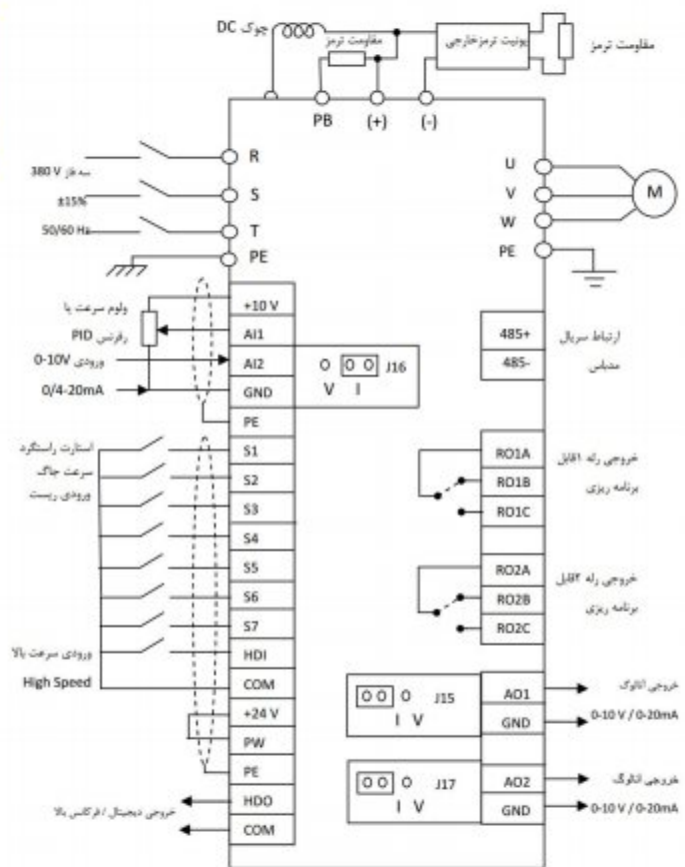 چوک DC
مقاومت ترمز
یونیت ترمزخارجی
مقاومت ترمز
PB
(+)
(-)
سه فاز 380 V
±15%
50/60 Hz
R
S
T
PE
U
V
W
PE
M
ولوم سرعت یا
رفرنس PID
ورودی 0-10V
0/4-20mA
+10 V
AI1
AI2
GND
PE
J16
V I
485+
485-
ارتباط سریال
مدباس
استارت راستگرد
سرعت جاگ
ورودی ریست
S1
S2
S3
S4
S5
S6
S7
HDI
COM
+24 V
PW
PE
HDO
COM
ورودی سرعت بالا
High Speed
خروجی دیجیتال / فرکانس بالا
RO1A
RO1B
RO1C
خروجی رله ۱قابل
برنامه ریزی
RO2A
RO2B
RO2C
خروجی رله ۲قابل
برنامه ریزی
J15
I V
AO1
GND
خروجی آنالوگ
0-10 V / 0-20mA
J17
I V
AO2
GND
خروجی آنالوگ
0-10 V / 0-20mA